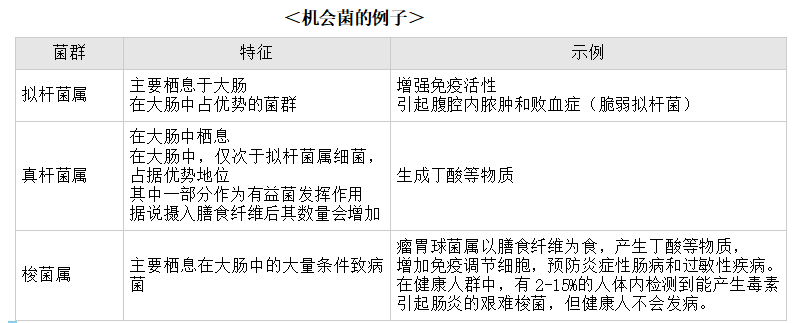 ＜机会菌的例子＞
菌群 特征 示例
拟杆菌属
主要栖息于大肠
在大肠中占优势的菌群
增强免疫活性
引起腹腔内脓肿和败血症（脆弱拟杆菌）
真杆菌属
在大肠中栖息
在大肠中，仅次于拟杆菌属细菌，
占据优势地位
其中一部分作为有益菌发挥作用
据说摄入膳食纤维后其数量会增加
生成丁酸等物质
梭菌属
主要栖息在大肠中的大量条件致病
菌
瘤胃球菌属以膳食纤维为食，产生丁酸等物质，
增加免疫调节细胞，预防炎症性肠病和过敏性疾病。
在健康人群中，有2-15%的人体内检测到能产生毒素
引起肠炎的艰难梭菌，但健康人不会发病。